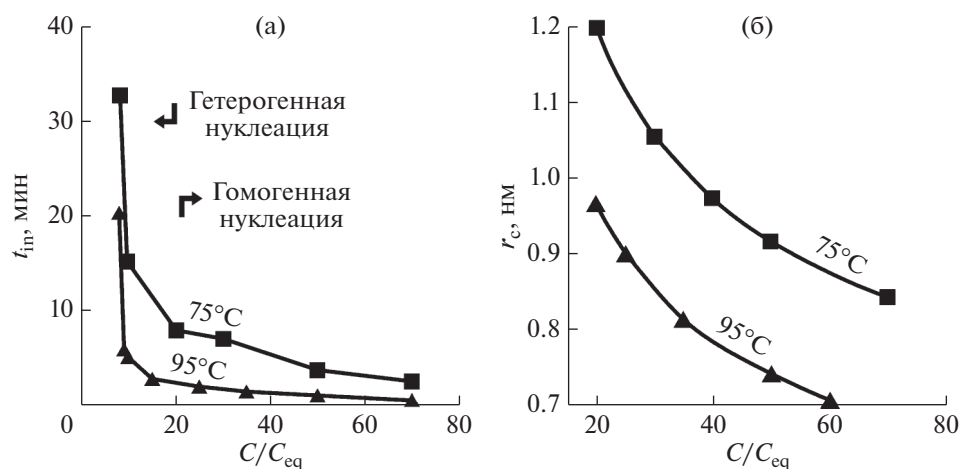 (а)
40
30
20
10
0
20
40
60
80
t_in, мин
C/C_eq
Гетерогенная
нуклеация
Гомогенная
нуклеация
75°C
95°C
(б)
1.2
1.1
1.0
0.9
0.8
0.7
20
40
60
80
r_c, нм
C/C_eq
75°C
95°C